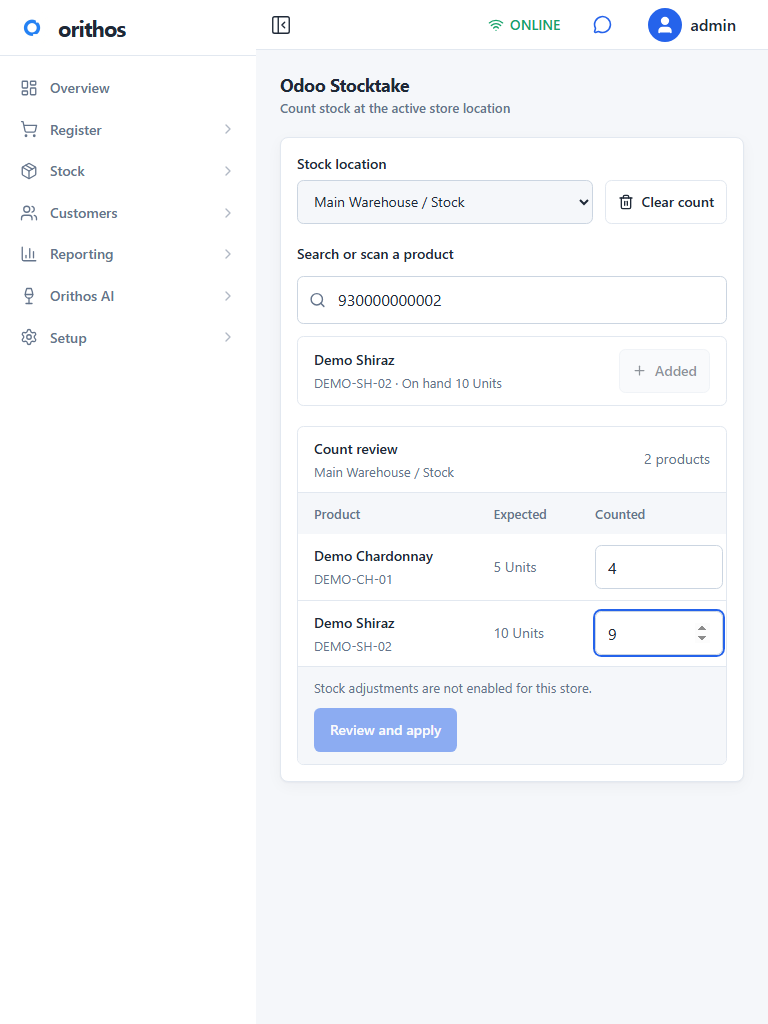 orithos
ONLINE
admin
Overview
Register
Stock
Customers
Reporting
Orithos AI
Setup
Odoo Stocktake
Count stock at the active store location
Stock location
Main Warehouse / Stock
Clear count
Search or scan a product
930000000002
Demo Shiraz
DEMO-SH-02 · On hand 10 Units
+ Added
Count review
Main Warehouse / Stock
2 products
Product Expected Counted
Demo Chardonnay
DEMO-CH-01
5 Units
4
Demo Shiraz
DEMO-SH-02
10 Units
9
Stock adjustments are not enabled for this store.
Review and apply